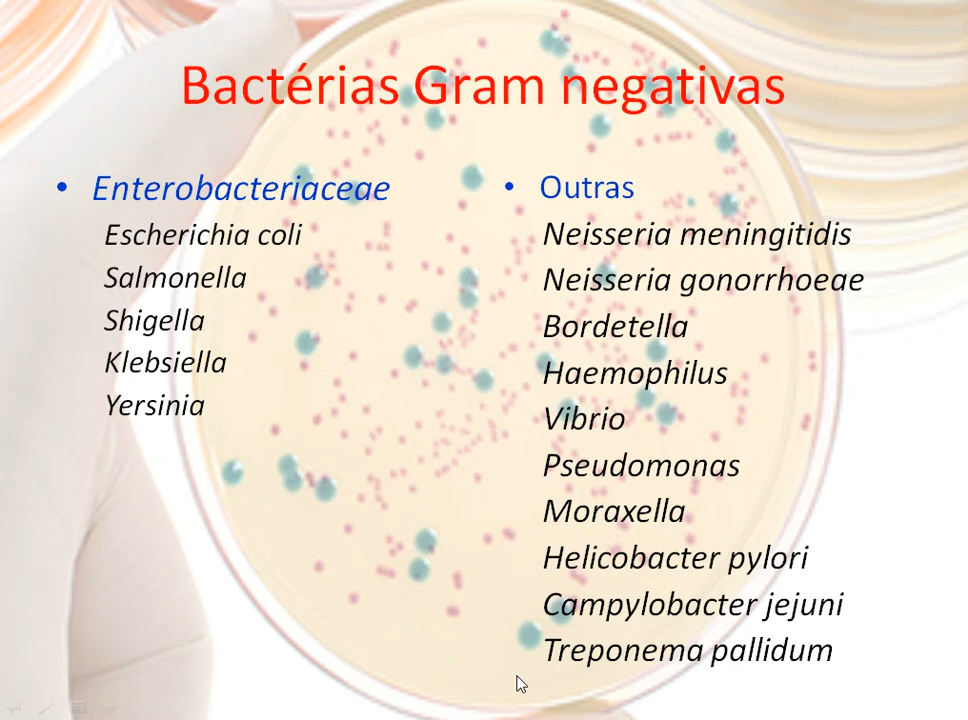 Bactérias Gram negativas
• Enterobacteriaceae
Escherichia coli
Salmonella
Shigella
Klebsiella
Yersinia
• Outras
Neisseria meningitidis
Neisseria gonorrhoeae
Bordetella
Haemophilus
Vibrio
Pseudomonas
Moraxella
Helicobacter pylori
Campylobacter jejuni
Treponema pallidum